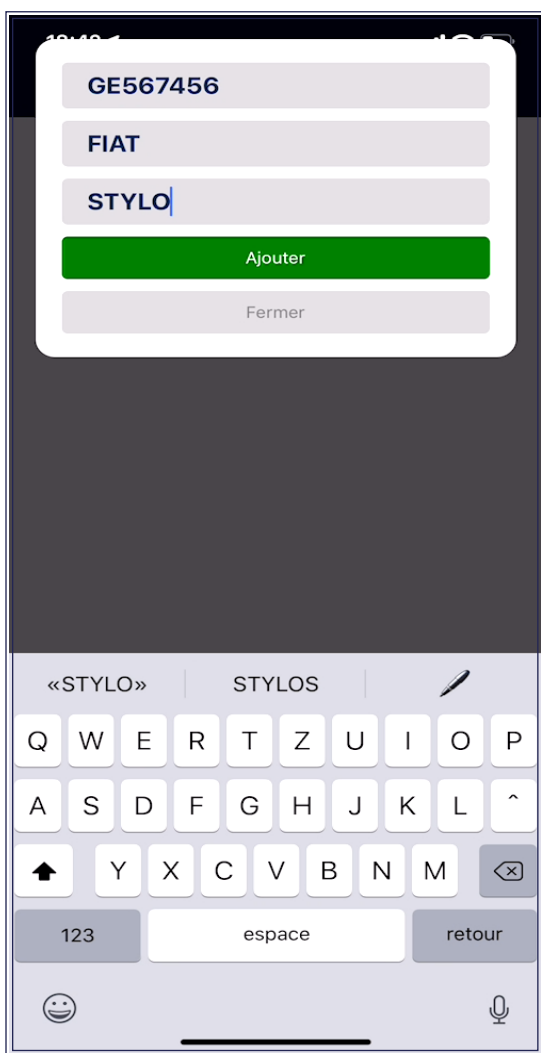 GE567456
FIAT
STYLO
Ajouter
Fermer
«STYLO» STYLOS
Q W E R T Z U I O P
A S D F G H J K L ^
Y X C V B N M
123 espace retour